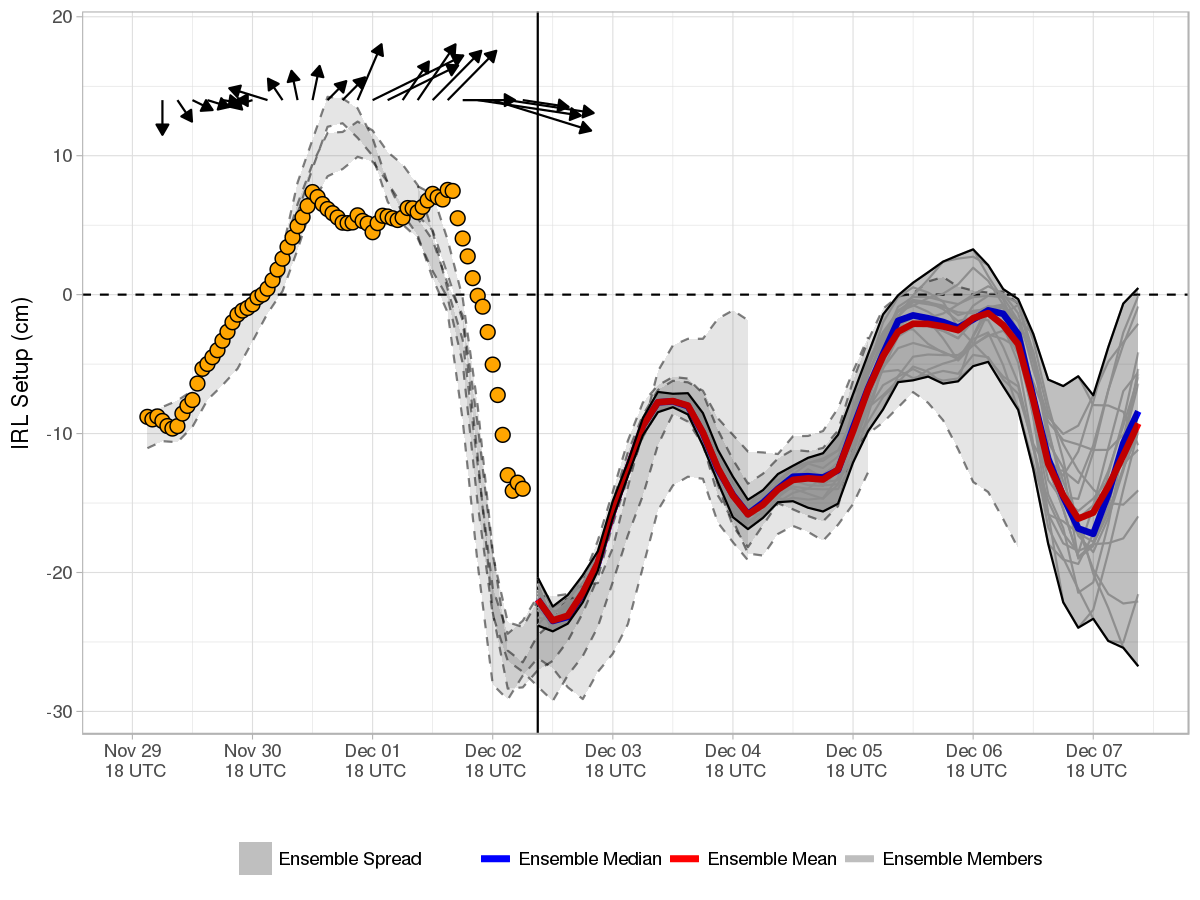 20
10
0
-10
-20
-30
IRL Setup (cm)
Nov 29 Nov 30 Dec 01 Dec 02 Dec 03 Dec 04 Dec 05 Dec 06 Dec 07
18 UTC 18 UTC 18 UTC 18 UTC 18 UTC 18 UTC 18 UTC 18 UTC 18 UTC
Ensemble Spread Ensemble Median Ensemble Mean Ensemble Members